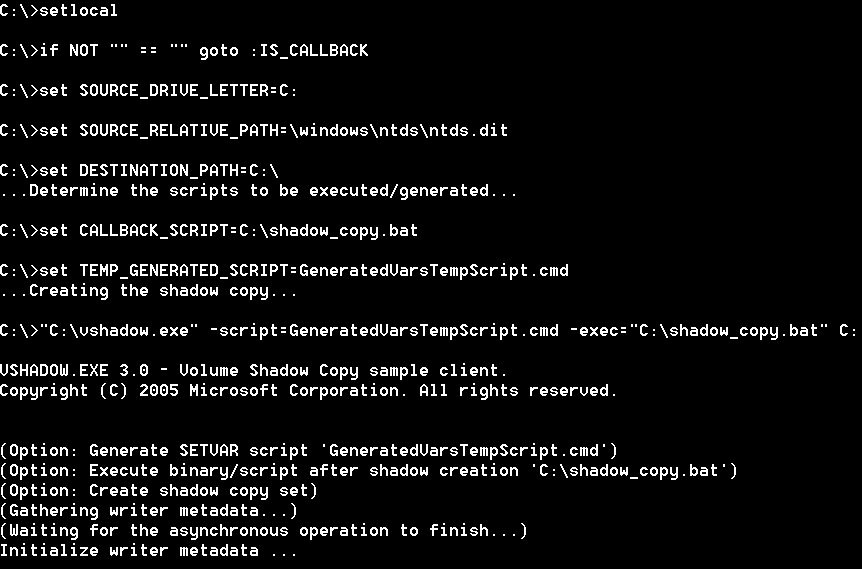 C:\>setlocal
C:\>if NOT "" == "" goto :IS_CALLBACK
C:\>set SOURCE_DRIVE_LETTER=C:
C:\>set SOURCE_RELATIVE_PATH=\windows\ntds\ntds.dit
C:\>set DESTINATION_PATH=C:\
...Determine the scripts to be executed/generated...
C:\>set CALLBACK_SCRIPT=C:\shadow_copy.bat
C:\>set TEMP_GENERATED_SCRIPT=GeneratedVarsTempScript.cmd
...Creating the shadow copy...
C:\>"C:\vshadow.exe" -script=GeneratedVarsTempScript.cmd -exec="C:\shadow_copy.bat" C:
VSHADOW.EXE 3.0 - Volume Shadow Copy sample client.
Copyright (C) 2005 Microsoft Corporation. All rights reserved.
(Option: Generate SETVAR script 'GeneratedVarsTempScript.cmd')
(Option: Execute binary/script after shadow creation 'C:\shadow_copy.bat')
(Option: Create shadow copy set)
(Gathering writer metadata...)
(Waiting for the asynchronous operation to finish...)
Initialize writer metadata ...